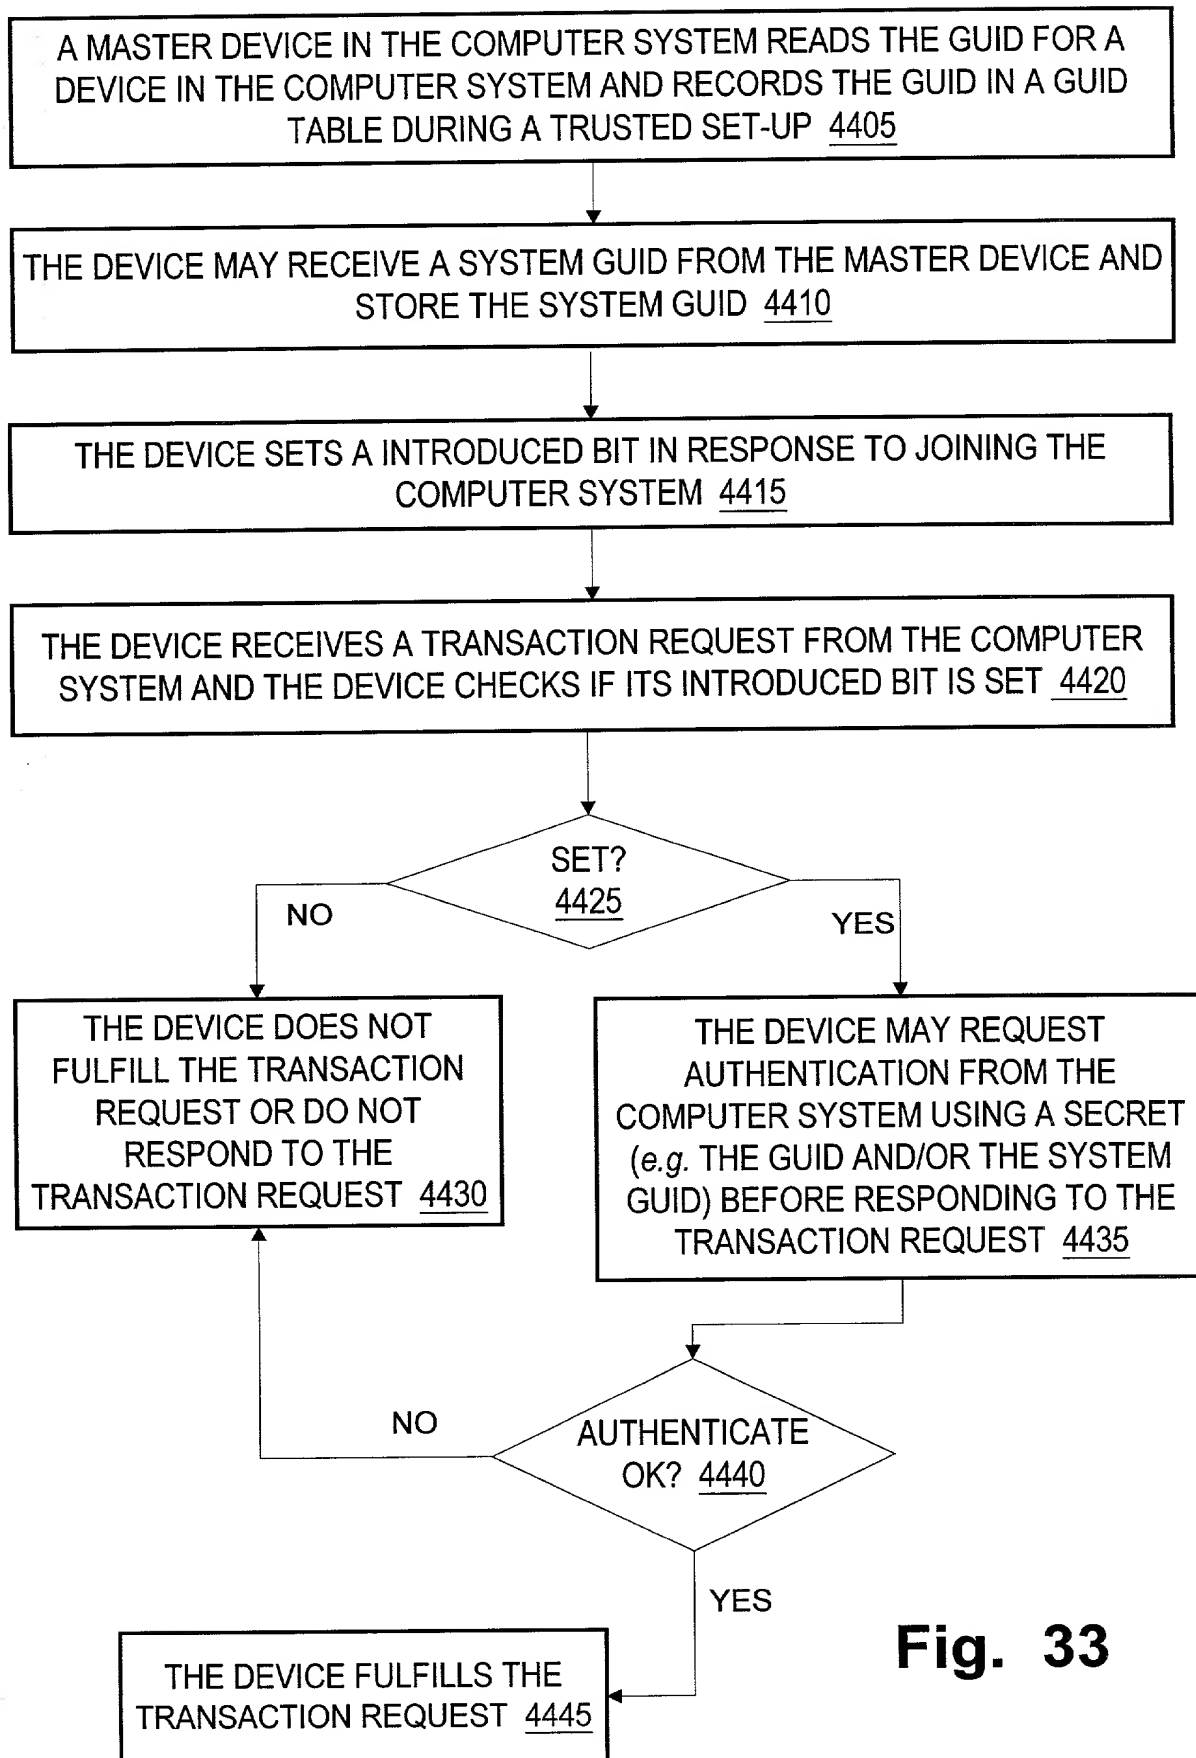 A MASTER DEVICE IN THE COMPUTER SYSTEM READS THE GUID FOR A
DEVICE IN THE COMPUTER SYSTEM AND RECORDS THE GUID IN A GUID
TABLE DURING A TRUSTED SET-UP 4405
THE DEVICE MAY RECEIVE A SYSTEM GUID FROM THE MASTER DEVICE AND
STORE THE SYSTEM GUID 4410
THE DEVICE SETS A INTRODUCED BIT IN RESPONSE TO JOINING THE
COMPUTER SYSTEM 4415
THE DEVICE RECEIVES A TRANSACTION REQUEST FROM THE COMPUTER
SYSTEM AND THE DEVICE CHECKS IF ITS INTRODUCED BIT IS SET 4420
SET?
4425
NO
YES
THE DEVICE DOES NOT
FULFILL THE TRANSACTION
REQUEST OR DO NOT
RESPOND TO THE
TRANSACTION REQUEST 4430
THE DEVICE MAY REQUEST
AUTHENTICATION FROM THE
COMPUTER SYSTEM USING A SECRET
(e.g. THE GUID AND/OR THE SYSTEM
GUID) BEFORE RESPONDING TO THE
TRANSACTION REQUEST 4435
NO
AUTHENTICATE
OK? 4440
YES
THE DEVICE FULFILLS THE
TRANSACTION REQUEST 4445
Fig. 33